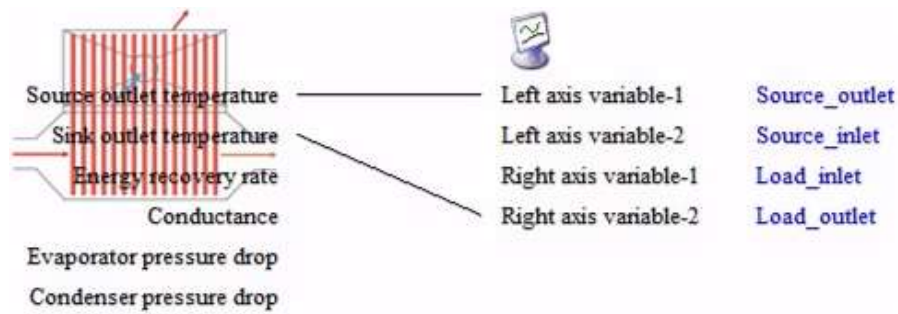 Source outlet temperature Left axis variable-1 Source_outlet
Sink outlet temperature Left axis variable-2 Source_inlet
Energy recovery rate Right axis variable-1 Load_inlet
Conductance Right axis variable-2 Load_outlet
Evaporator pressure drop
Condenser pressure drop